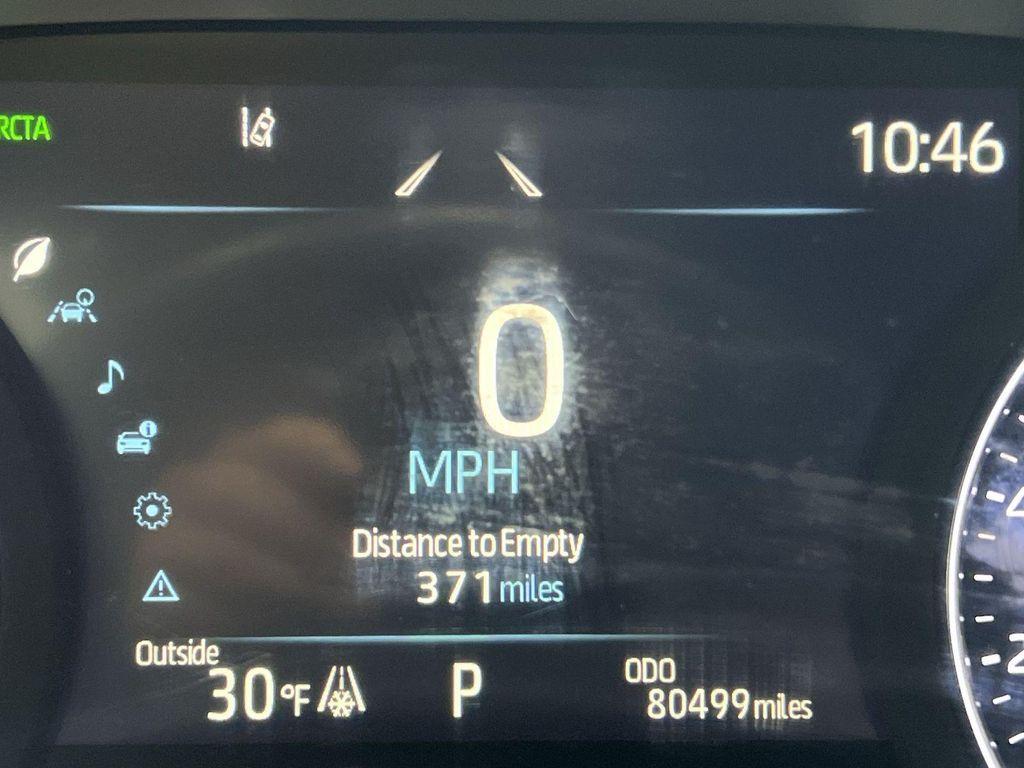 RCTA
10:46
0
MPH
Distance to Empty
371 miles
Outside
30 °F
P
ODO
80499 miles